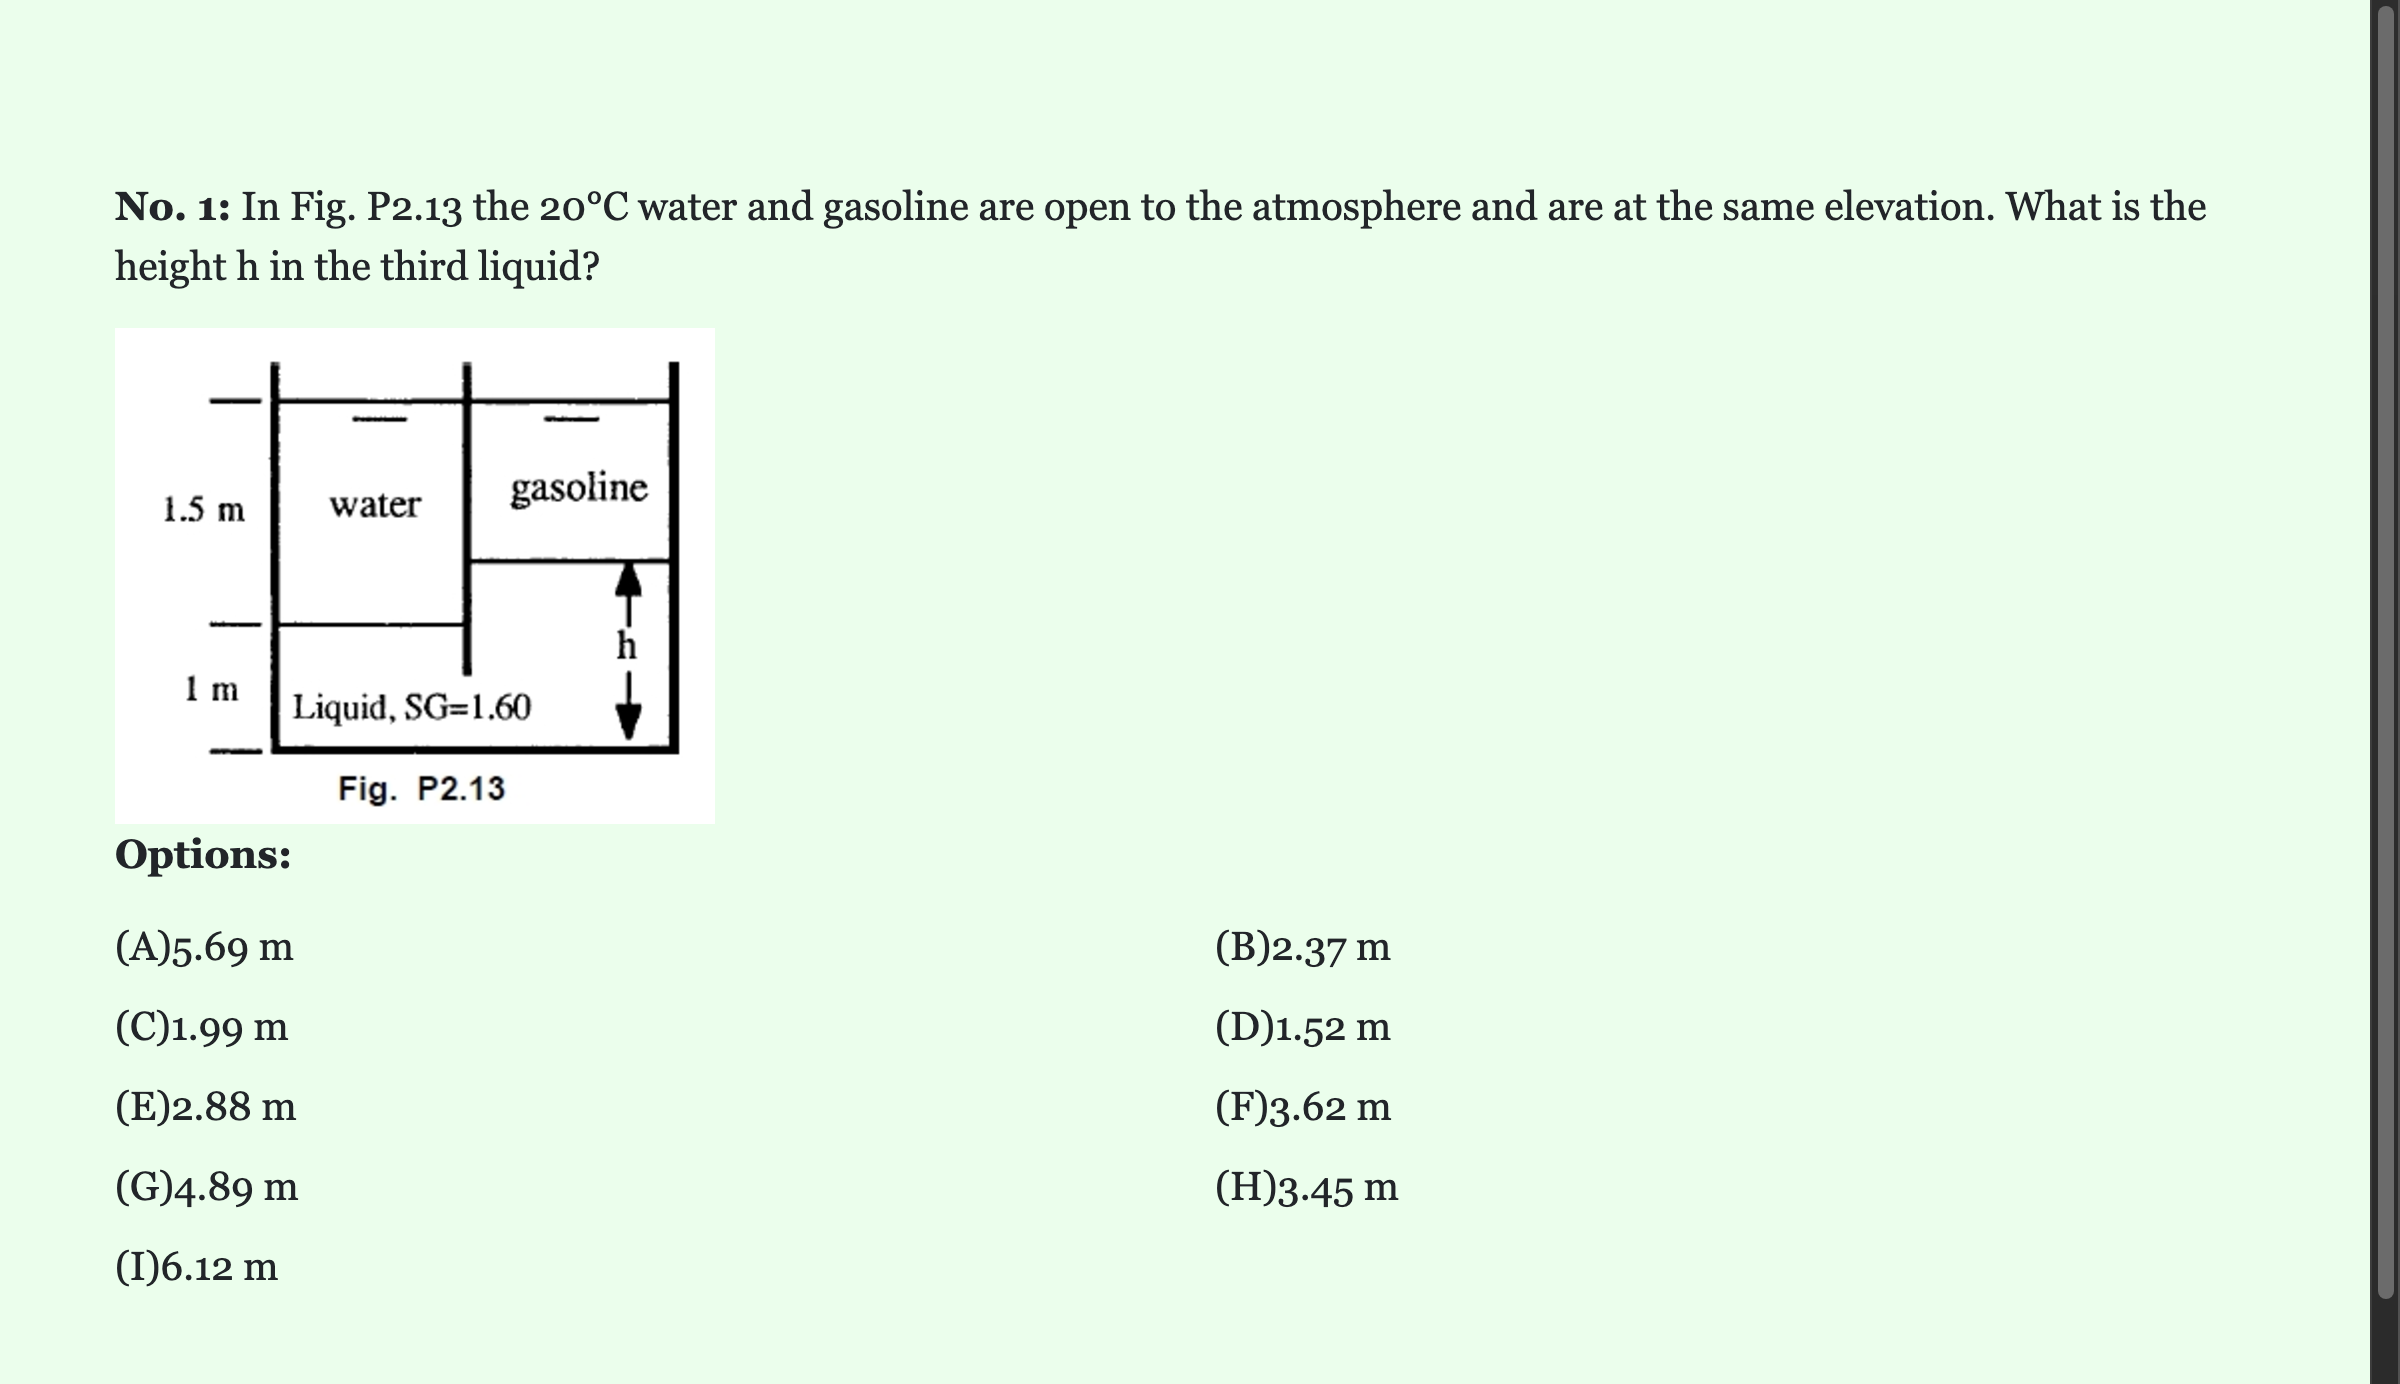 No. 1: In Fig. P2.13 the 20°C water and gasoline are open to the atmosphere and are at the same elevation. What is the
height h in the third liquid?
1.5 m
water
gasoline
h
1 m
Liquid, SG=1.60
Fig. P2.13
Options:
(A)5.69 m
(B)2.37 m
(C)1.99 m
(D)1.52 m
(E)2.88 m
(F)3.62 m
(G)4.89 m
(H)3.45 m
(I)6.12 m